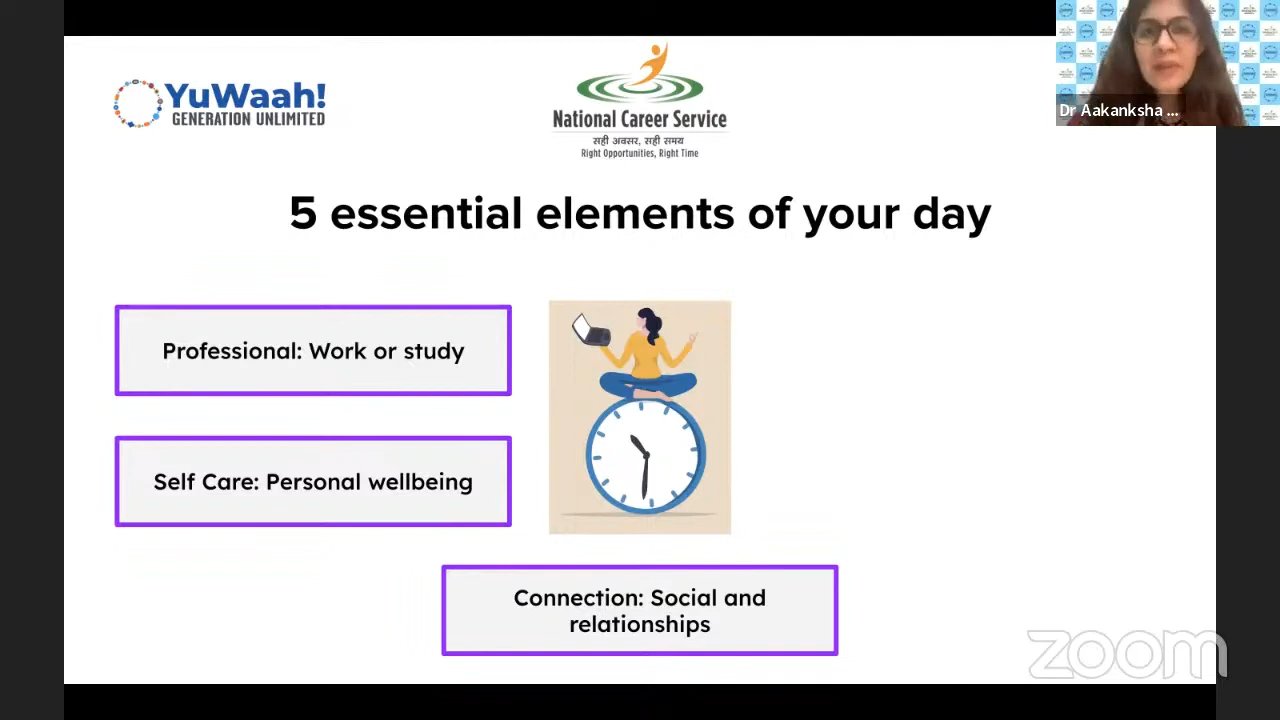 YuWaah!
GENERATION UNLIMITED
National Career Service
सही अवसर, सही समय
Right Opportunities, Right Time
Dr Aakanksha ...
5 essential elements of your day
Professional: Work or study
Self Care: Personal wellbeing
Connection: Social and
relationships
zoom